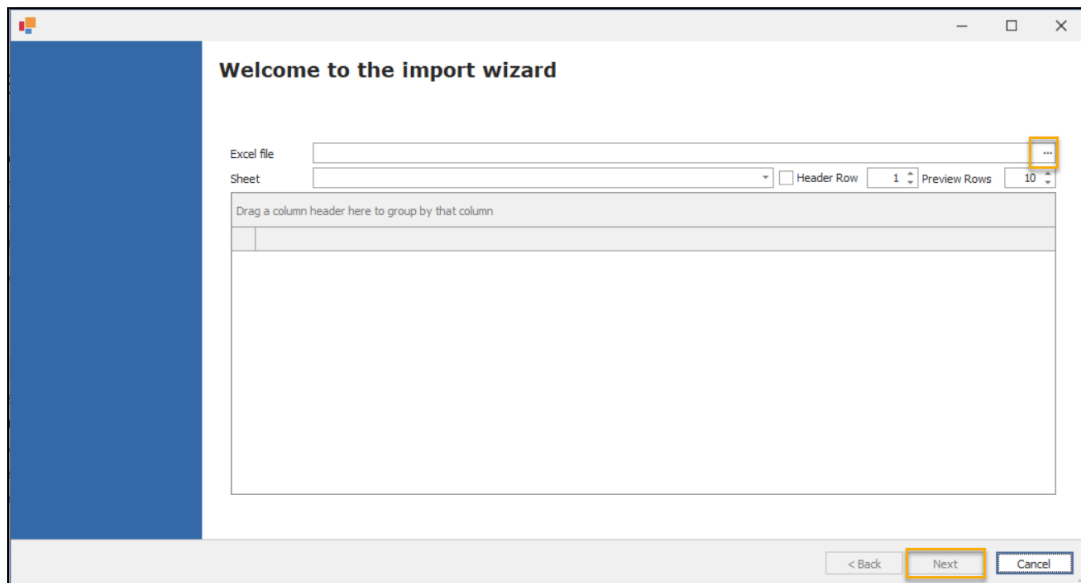 Welcome to the import wizard
Excel file ...
Sheet Header Row 1 Preview Rows 10
Drag a column header here to group by that column
< Back Next Cancel